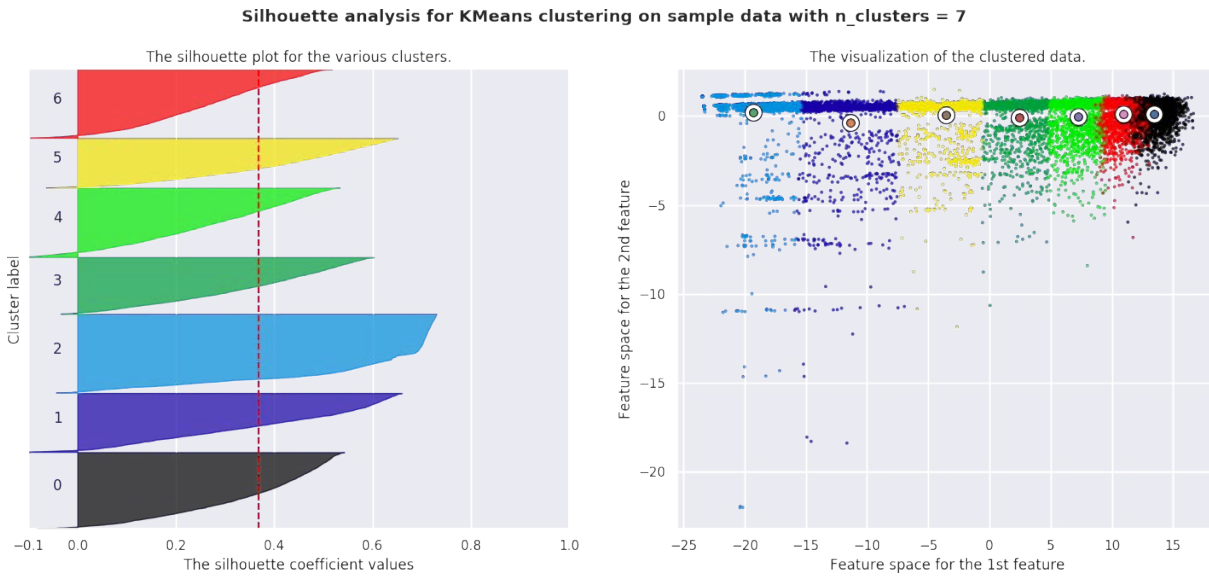 Silhouette analysis for KMeans clustering on sample data with n_clusters = 7
The silhouette plot for the various clusters.
6
5
4
3
2
1
0
Cluster label
−0.1 0.0 0.2 0.4 0.6 0.8 1.0
The silhouette coefficient values
The visualization of the clustered data.
0
−5
−10
−15
−20
Feature space for the 2nd feature
−25 −20 −15 −10 −5 0 5 10 15
Feature space for the 1st feature